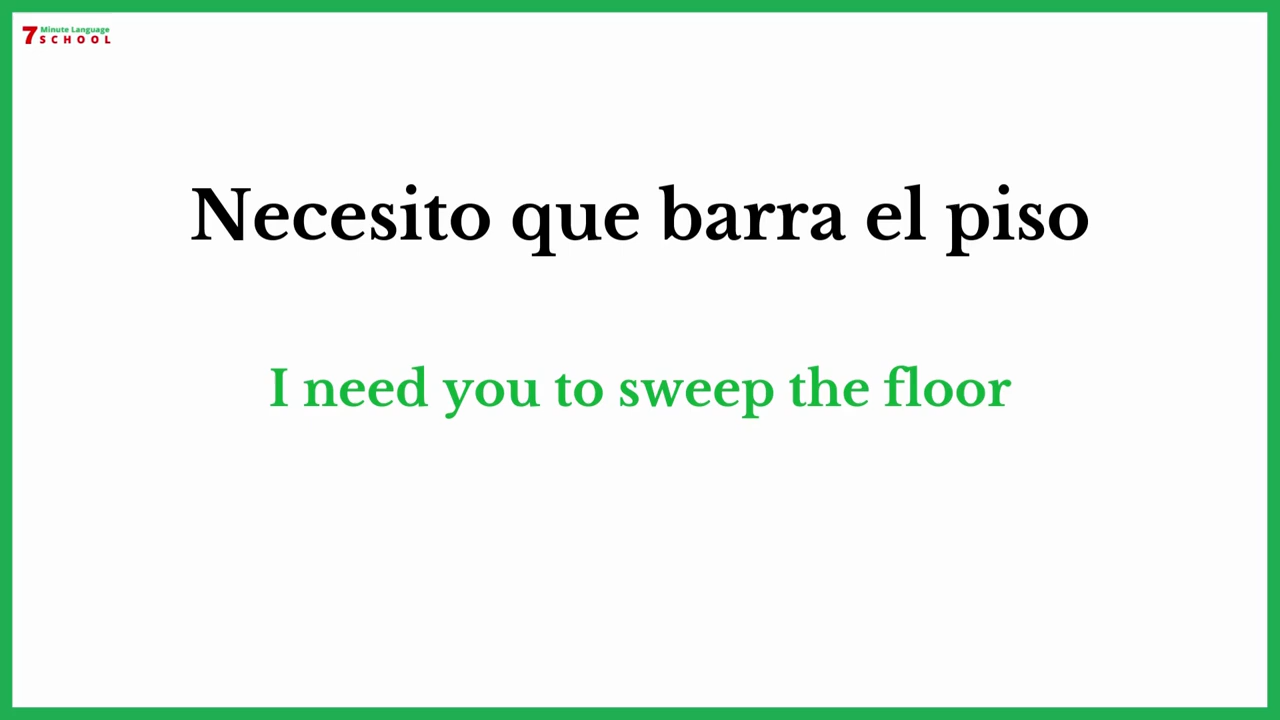 7 Minute Language
SCHOOL
Necesito que barra el piso
I need you to sweep the floor